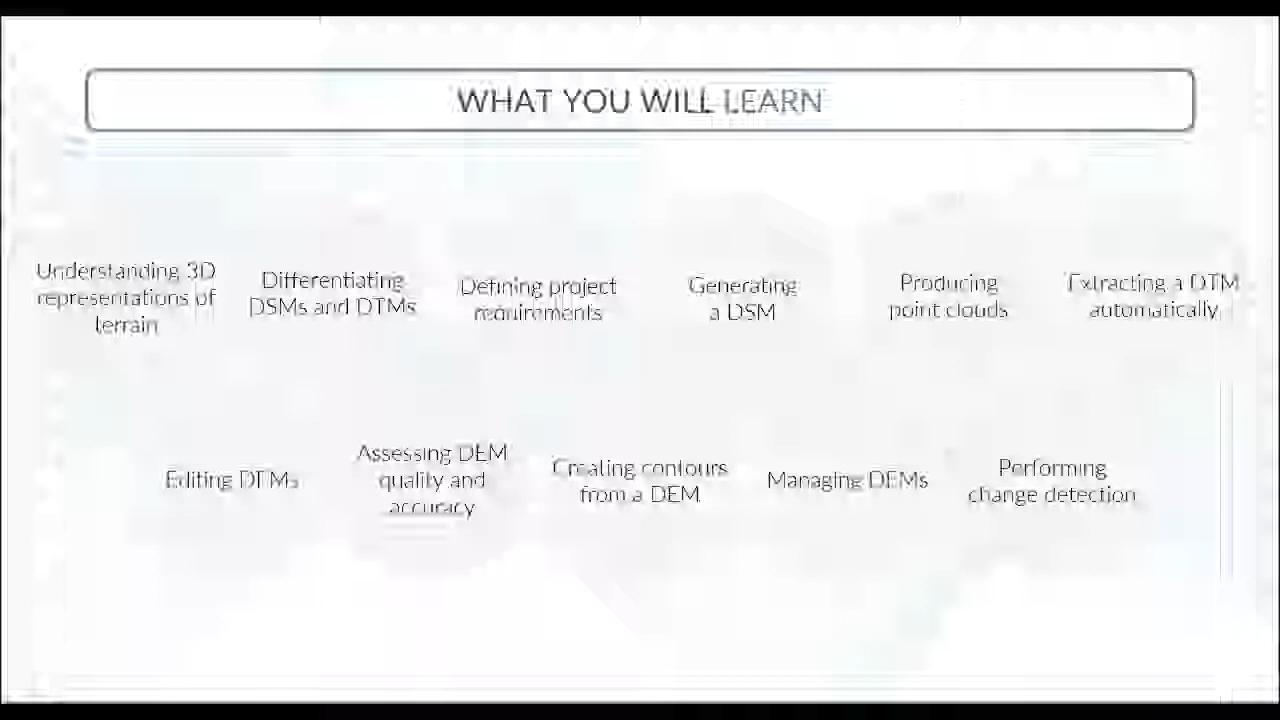 WHAT YOU WILL LEARN
Understanding 3D
representations of
terrain
Differentiating
DSMs and DTMs
Defining project
requirements
Generating
a DSM
Producing
point clouds
Extracting a DTM
automatically
Editing DTMs
Assessing DEM
quality and
accuracy
Creating contours
from a DEM
Managing DEMs
Performing
change detection